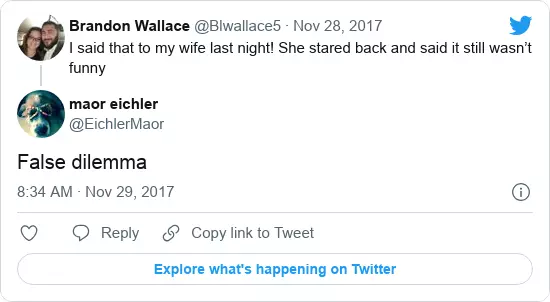 Brandon Wallace @Blwallace5 · Nov 28, 2017
I said that to my wife last night! She stared back and said it still wasn’t
funny
maor eichler
@EichlerMaor
False dilemma
8:34 AM · Nov 29, 2017
Reply
Copy link to Tweet
Explore what's happening on Twitter